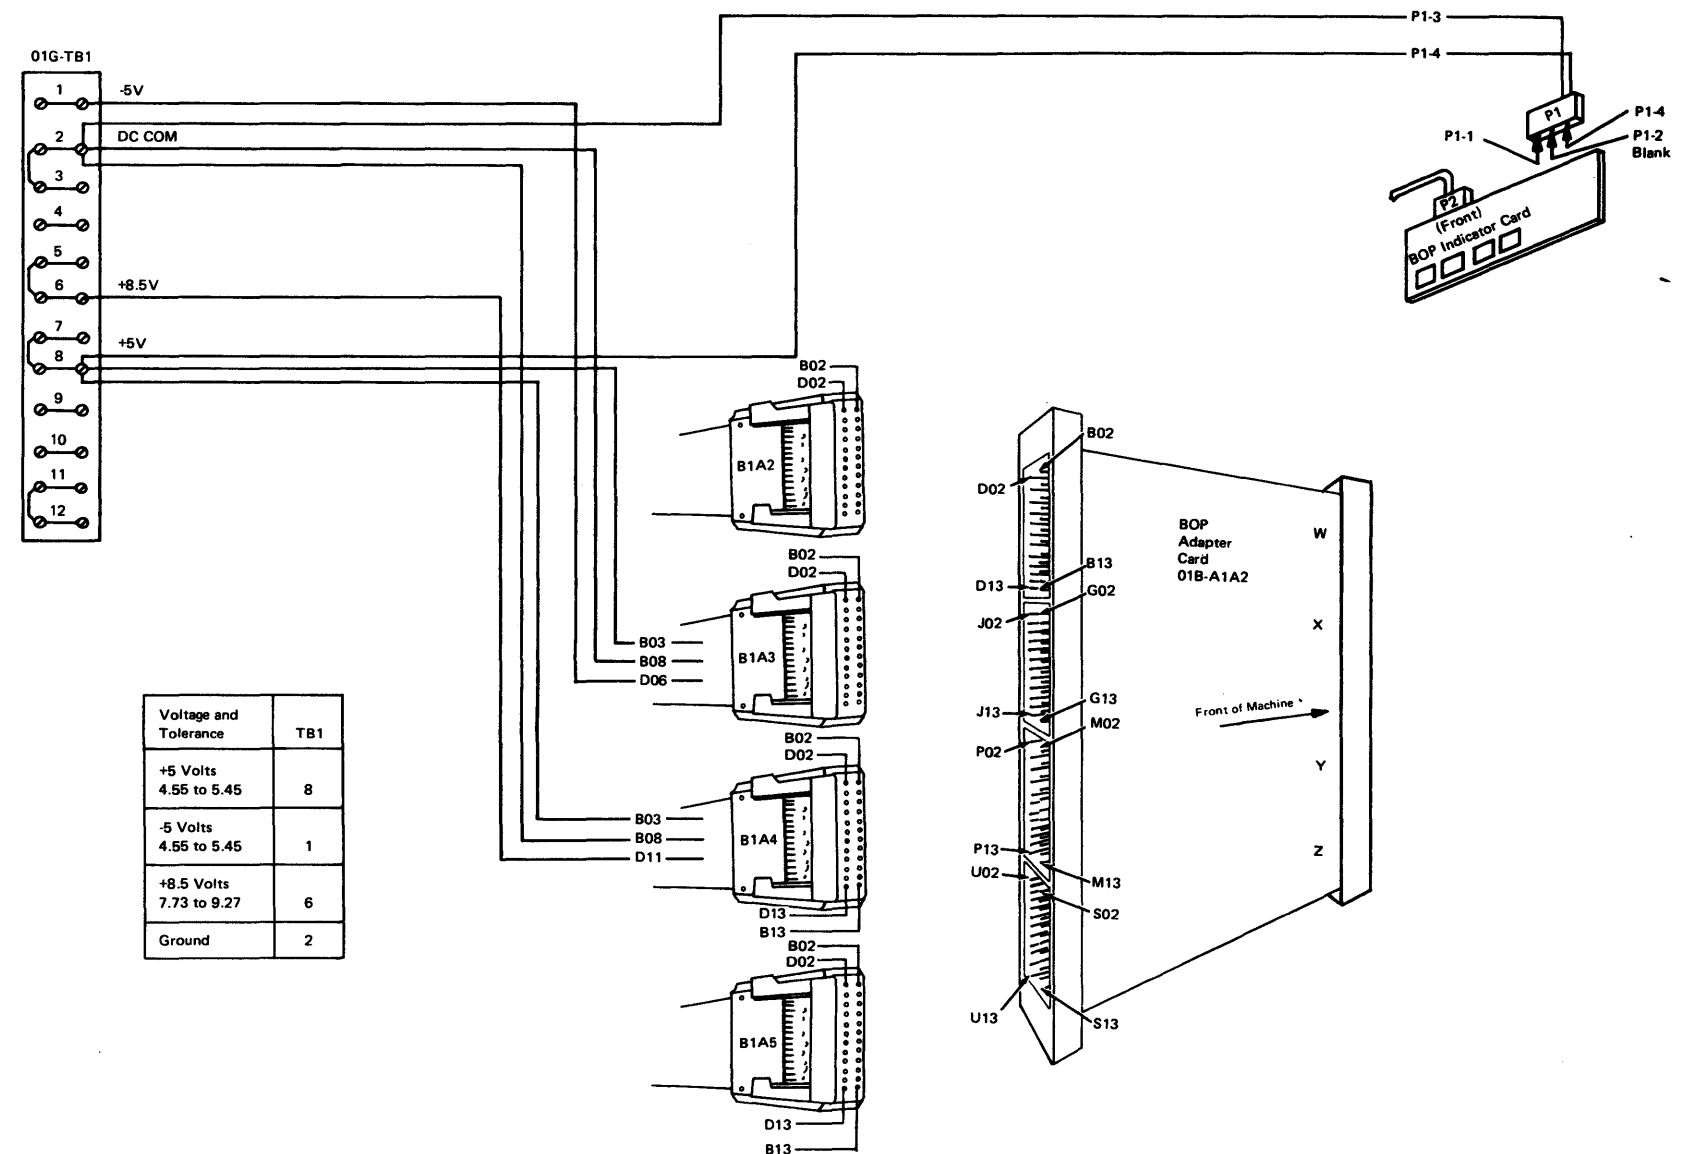 P1-3
P1-4
01G-TB1
1
-5V
2
DC COM
3
4
5
6
+8.5V
7
8
+5V
9
10
11
12
P1
P1-1
P1-4
P1-2
Blank
P2
(Front)
BOP Indicator Card
B02
D02
B1A2
B02
D02
B03
B08
D06
B1A3
B02
D02
B03
B08
D11
B1A4
D13
B13
B02
D02
B1A5
D13
B13
B02
D02
B13
D13
G02
J02
G13
J13
M02
P02
P13
U02
M13
S02
U13
S13
BOP
Adapter
Card
01B-A1A2
W
X
Front of Machine
Y
Z
Voltage and
Tolerance
TB1
+5 Volts
4.55 to 5.45
8
-5 Volts
4.55 to 5.45
1
+8.5 Volts
7.73 to 9.27
6
Ground
2